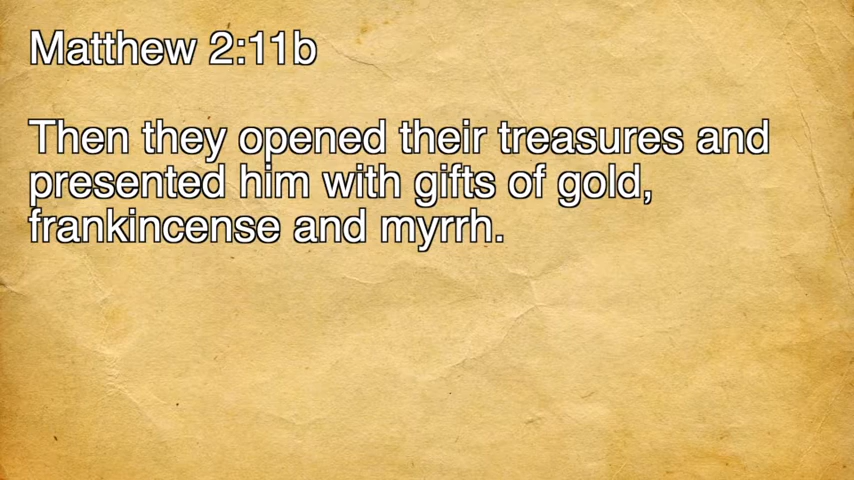 Matthew 2:11b
Then they opened their treasures and
presented him with gifts of gold,
frankincense and myrrh.